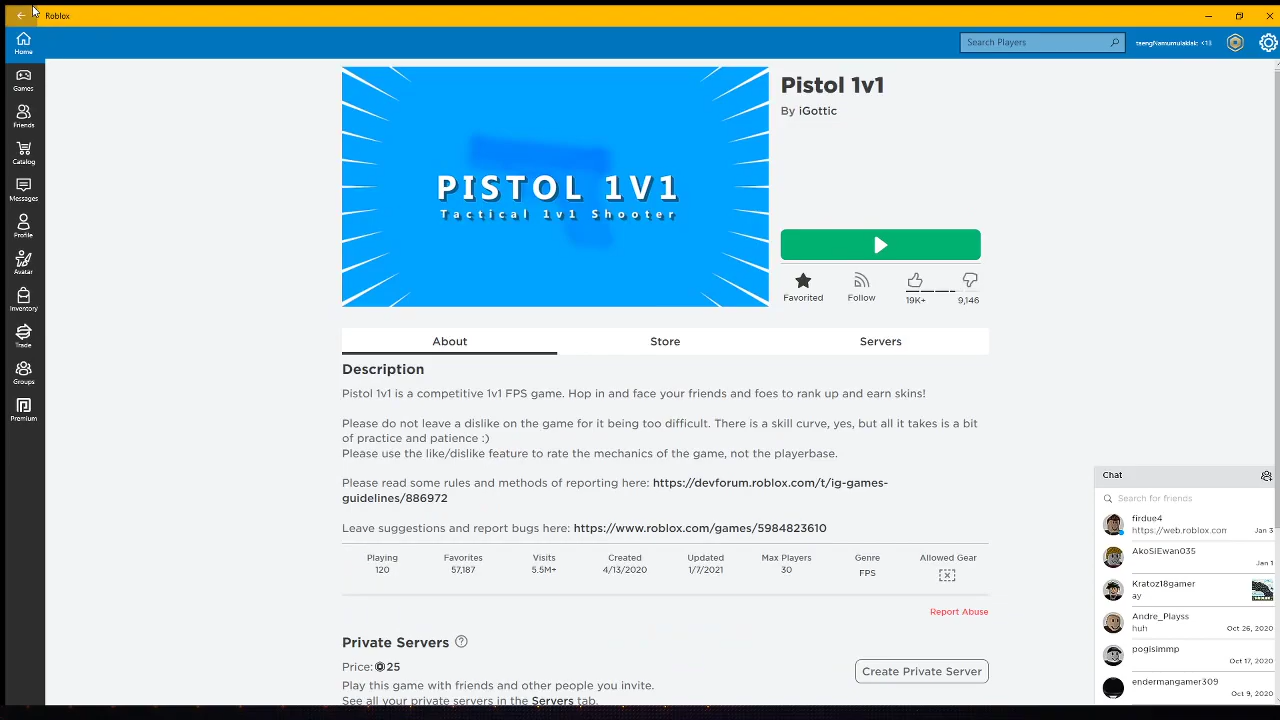 Roblox
Home
Search Players
Games
Friends
Catalog
Messages
Profile
Avatar
Inventory
Trade
Groups
Premium
PISTOL 1V1
Tactical 1v1 Shooter
Pistol 1v1
By iGottic
Favorited
Follow
19K+
9,146
About
Store
Servers
Description
Pistol 1v1 is a competitive 1v1 FPS game. Hop in and face your friends and foes to rank up and earn skins!
Please do not leave a dislike on the game for it being too difficult. There is a skill curve, yes, but all it takes is a bit
of practice and patience :)
Please use the like/dislike feature to rate the mechanics of the game, not the playerbase.
Please read some rules and methods of reporting here: https://devforum.roblox.com/t/ig-games-
guidelines/886972
Leave suggestions and report bugs here: https://www.roblox.com/games/5984823610
Playing Favorites Visits Created Updated Max Players Genre Allowed Gear
120 57,187 5.5M+ 4/13/2020 1/7/2021 30 FPS
Report Abuse
Private Servers
Price: 25
Create Private Server
Play this game with friends and other people you invite.
See all your private servers in the Servers tab.
Chat
Search for friends
firdue4
https://web.roblox.com Jan 3
AkoSiEwan035
Jan 1
Kratoz18gamer
ay
Andre_Playss
huh Oct 26, 2020
pogisimmp
Oct 17, 2020
endermangamer309
Oct 9, 2020